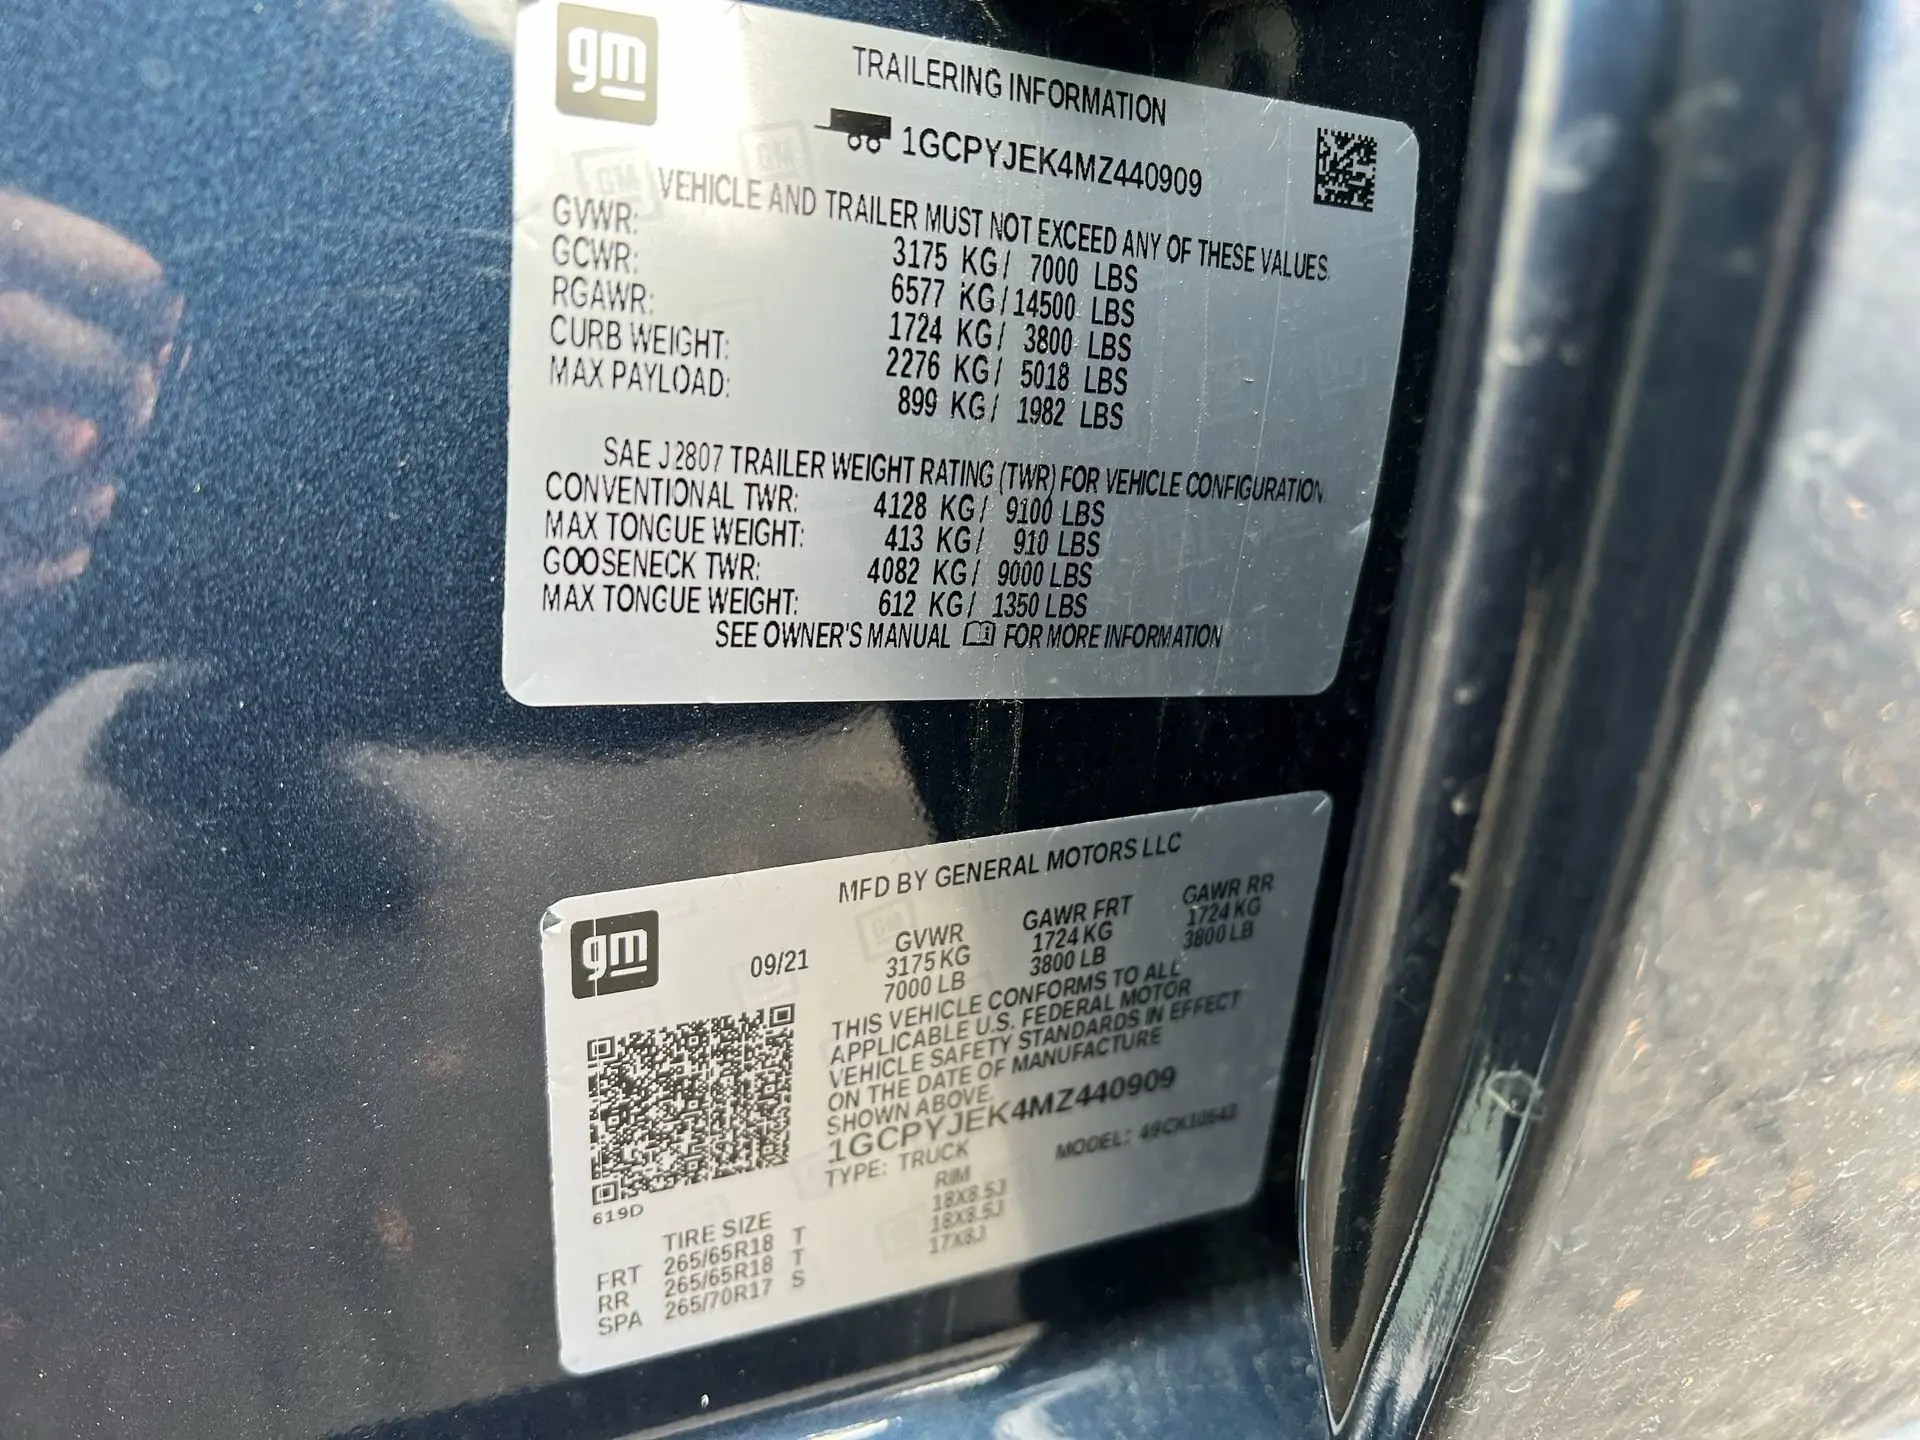 gm
TRAILERING INFORMATION
1GCPYJEK4MZ440909
VEHICLE AND TRAILER MUST NOT EXCEED ANY OF THESE VALUES.
GVWR: 3175 KG/ 7000 LBS
GCWR: 6577 KG/14500 LBS
RGAWR: 1724 KG/ 3800 LBS
CURB WEIGHT: 2276 KG/ 5018 LBS
MAX PAYLOAD: 899 KG/ 1982 LBS
SAE J2807 TRAILER WEIGHT RATING (TWR) FOR VEHICLE CONFIGURATION.
CONVENTIONAL TWR: 4128 KG/ 9100 LBS
MAX TONGUE WEIGHT: 413 KG/ 910 LBS
GOOSENECK TWR: 4082 KG/ 9000 LBS
MAX TONGUE WEIGHT: 612 KG/ 1350 LBS
SEE OWNER'S MANUAL FOR MORE INFORMATION
gm
MFD BY GENERAL MOTORS LLC
09/21
GVWR GAWR FRT GAWR RR
3175 KG 1724 KG 1724 KG
7000 LB 3800 LB 3800 LB
THIS VEHICLE CONFORMS TO ALL
APPLICABLE U.S. FEDERAL MOTOR
VEHICLE SAFETY STANDARDS IN EFFECT
ON THE DATE OF MANUFACTURE
SHOWN ABOVE.
1GCPYJEK4MZ440909
TYPE: TRUCK MODEL:
619D
TIRE SIZE RIM
FRT 265/65R18 T 18X8.5J
RR 265/65R18 T 18X8.5J
SPA 265/70R17 S 17X8J